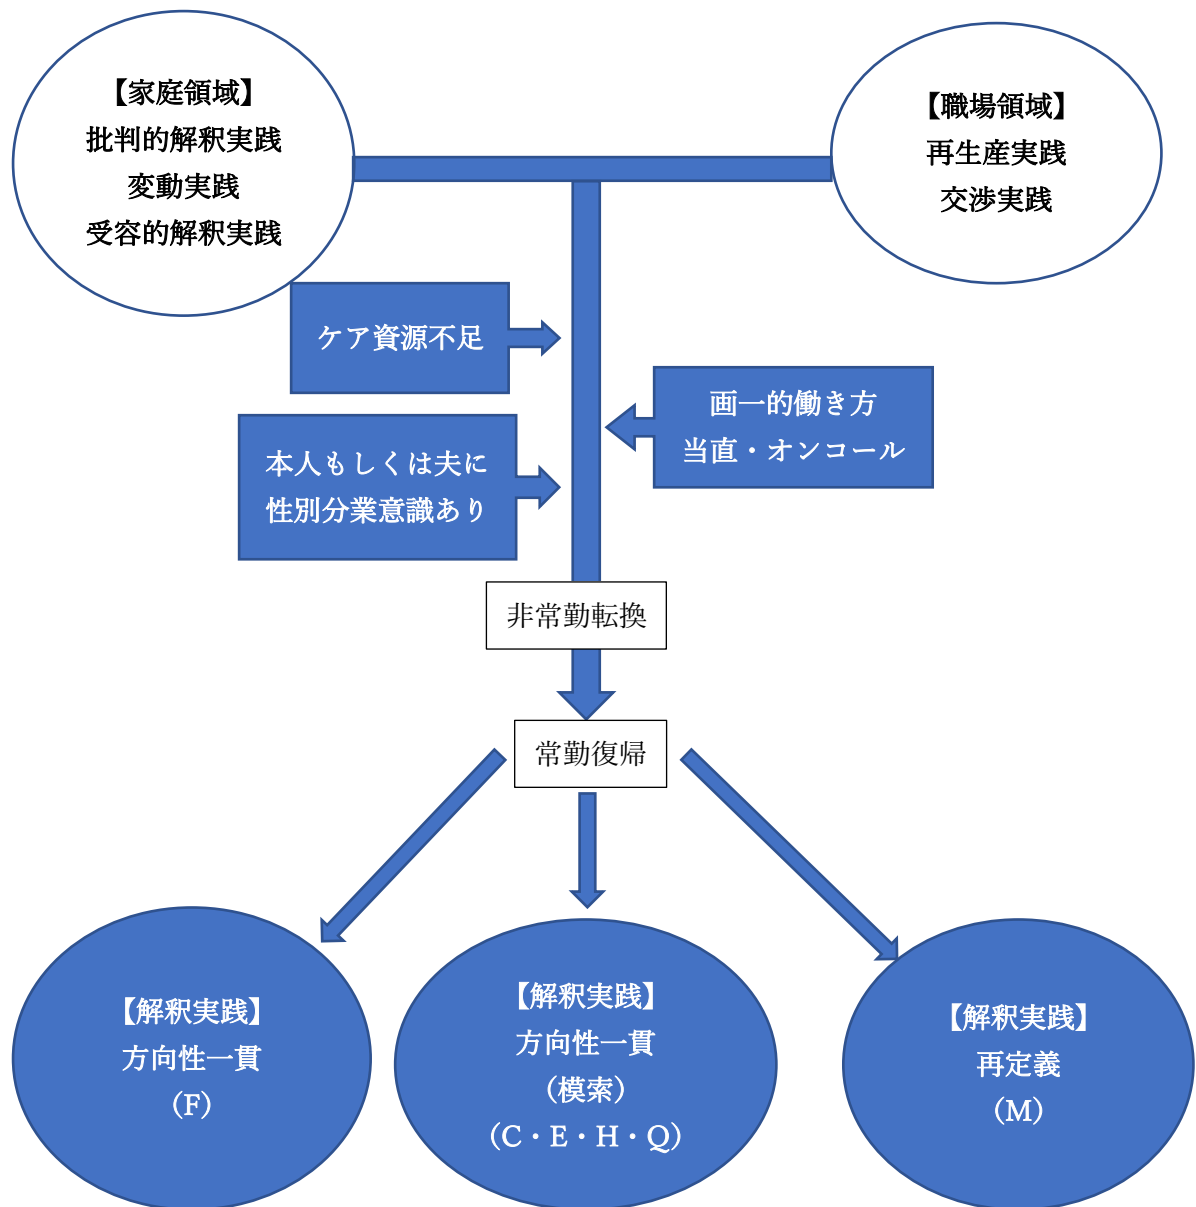 【家庭領域】
批判的解釈実践
変動実践
受容的解釈実践
【職場領域】
再生産実践
交渉実践
ケア資源不足
画一的働き方
当直・オンコール
本人もしくは夫に
性別分業意識あり
非常勤転換
常勤復帰
【解釈実践】
方向性一貫
（F）
【解釈実践】
方向性一貫
（模索）
（C・E・H・Q）
【解釈実践】
再定義
（M）